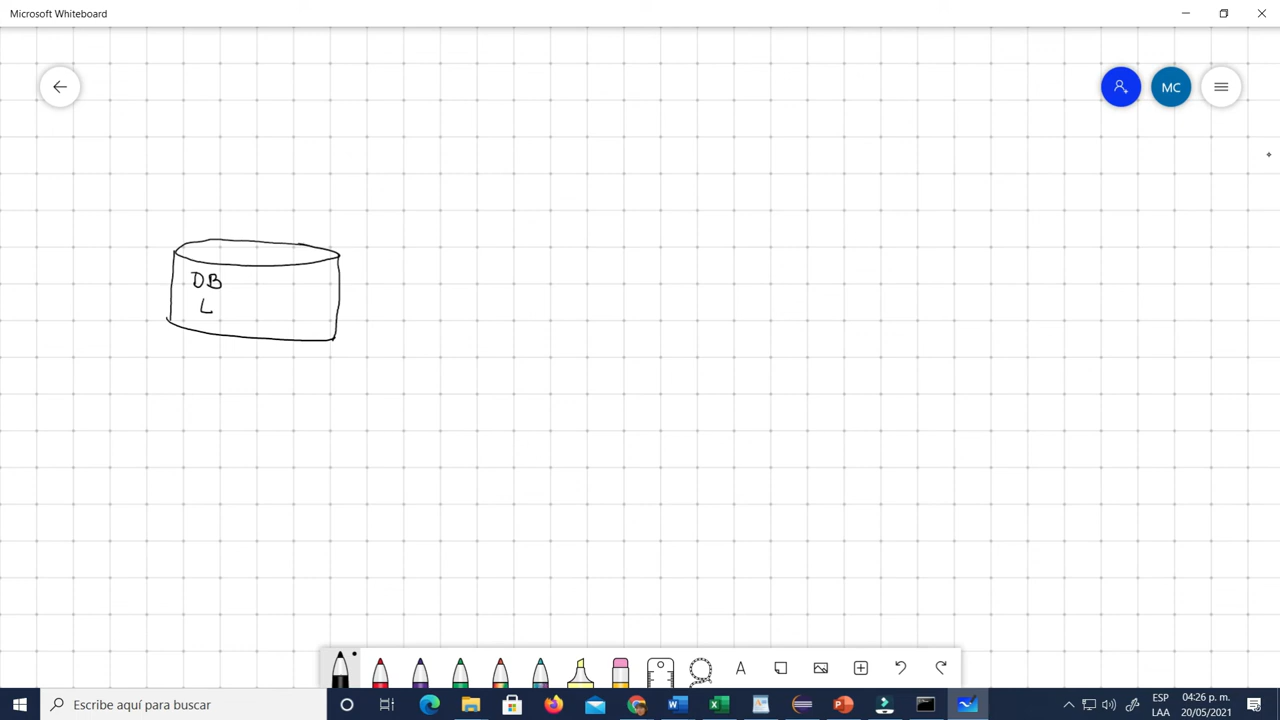 Microsoft Whiteboard
MC
DB
L
A
Escribe aquí para buscar
ESP
LAA
04:26 p. m.
20/05/2021